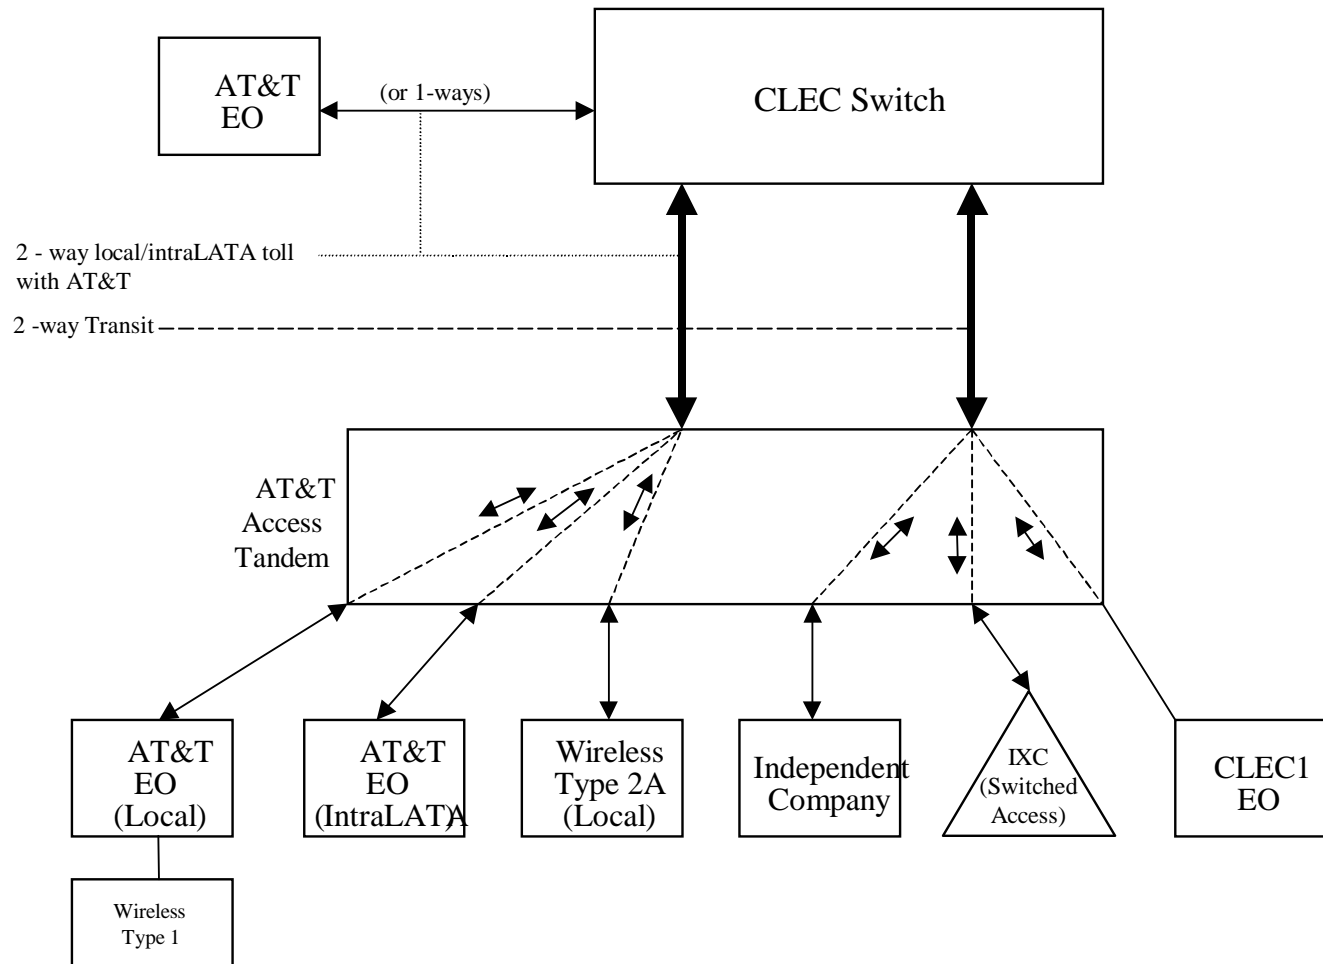 AT&T
EO
(or 1-ways)
CLEC Switch
2 - way local/intraLATA toll
with AT&T
2 -way Transit
AT&T
Access
Tandem
AT&T
EO
(Local)
AT&T
EO
(IntraLAT)A
Wireless
Type 2A
(Local)
Independent
Company
IXC
(Switched
Access)
CLEC1
EO
Wireless
Type 1